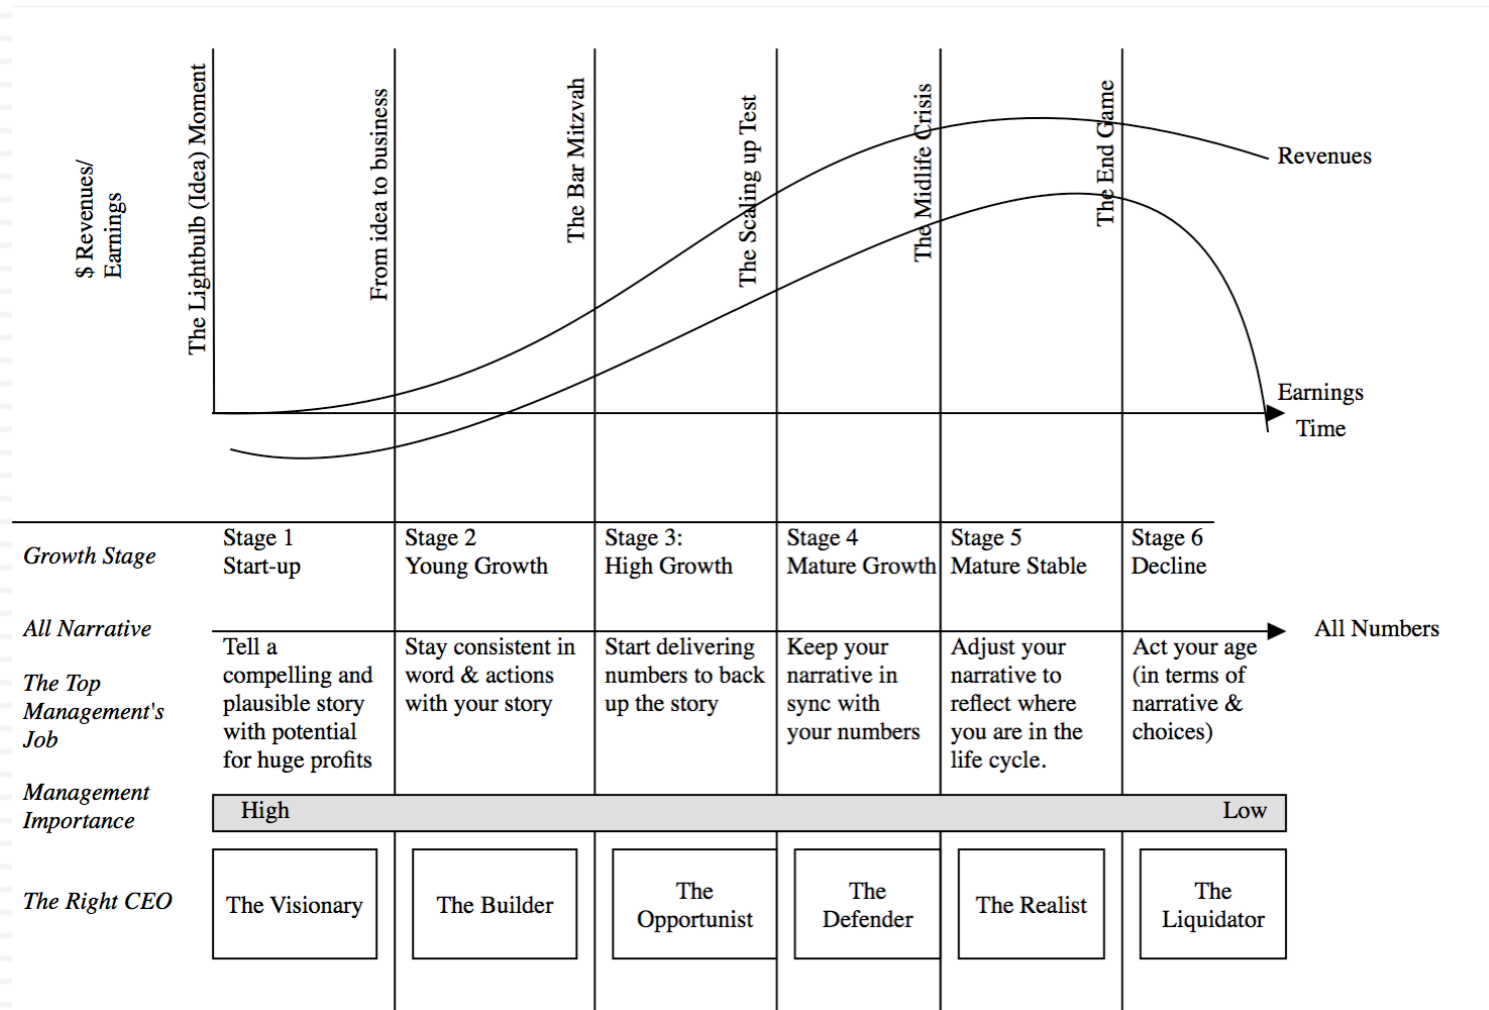 $ Revenues/
Earnings
The Lightbulb (Idea) Moment
From idea to business
The Bar Mitzvah
The Scaling up Test
The Midlife Crisis
The End Game
Revenues
Earnings
Time
Growth Stage
Stage 1
Start-up
Stage 2
Young Growth
Stage 3:
High Growth
Stage 4
Mature Growth
Stage 5
Mature Stable
Stage 6
Decline
All Narrative
All Numbers
The Top
Management's
Job
Tell a
compelling and
plausible story
with potential
for huge profits
Stay consistent in
word & actions
with your story
Start delivering
numbers to back
up the story
Keep your
narrative in
sync with
your numbers
Adjust your
narrative to
reflect where
you are in the
life cycle.
Act your age
(in terms of
narrative &
choices)
Management
Importance
High
Low
The Right CEO
The Visionary
The Builder
The
Opportunist
The
Defender
The Realist
The
Liquidator